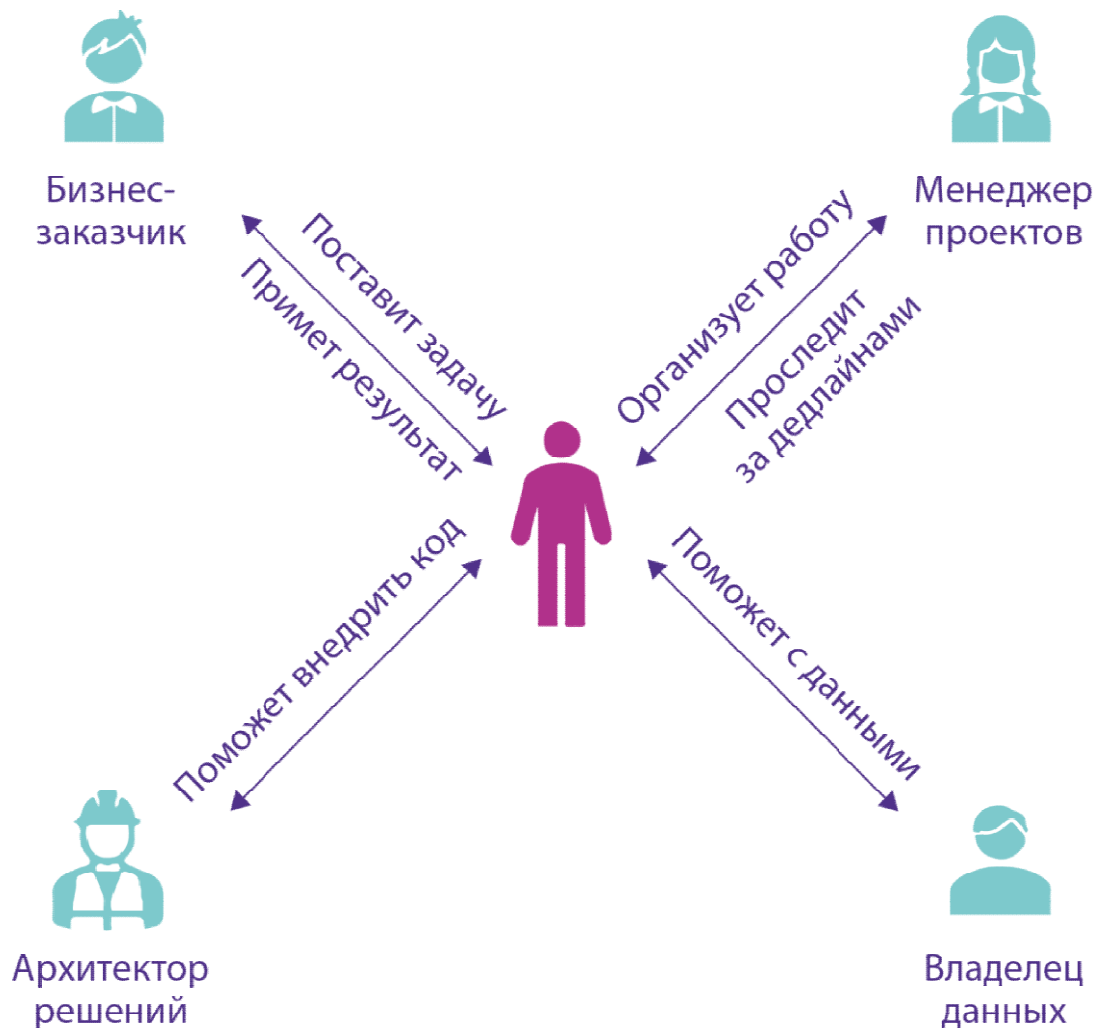 Бизнес-
заказчик
Менеджер
проектов
Поставит задачу
Примет результат
Организует работу
Проследит
за дедлайнами
Поможет внедрить код
Поможет с данными
Архитектор
решений
Владелец
данных